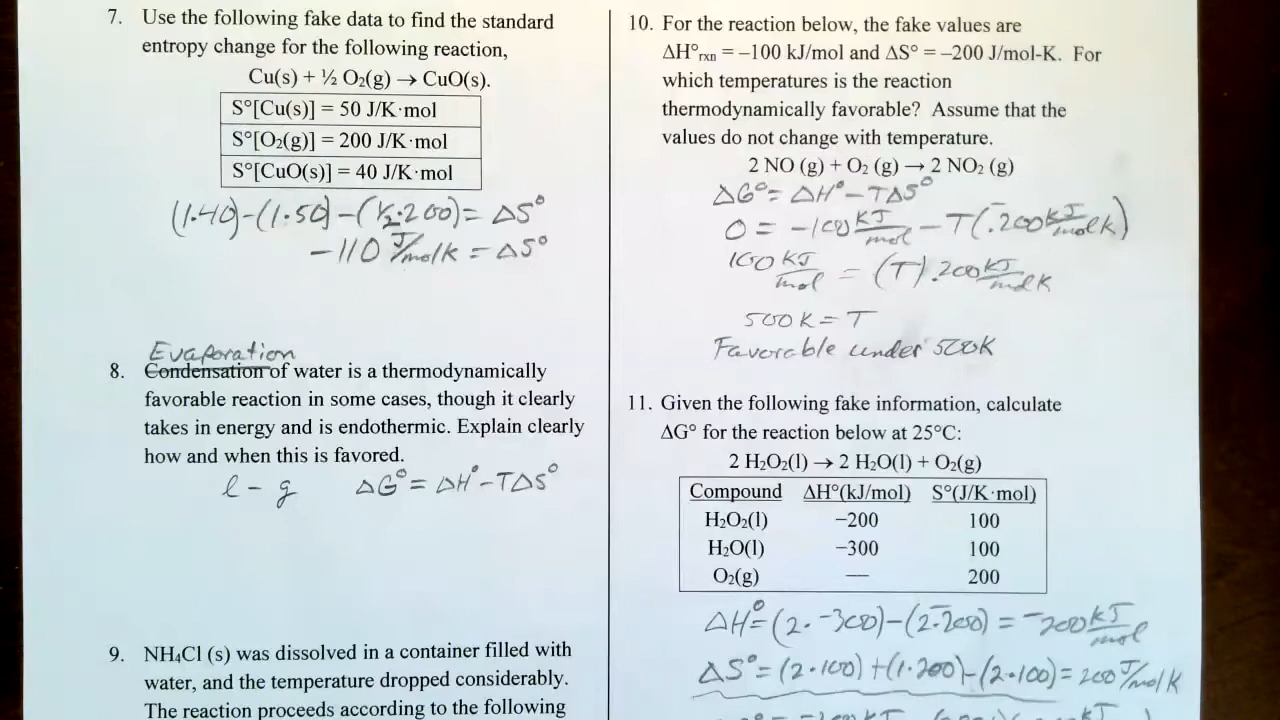 7. Use the following fake data to find the standard
entropy change for the following reaction,
Cu(s) + ½ O₂(g) → CuO(s).
S°[Cu(s)] = 50 J/K·mol
S°[O₂(g)] = 200 J/K·mol
S°[CuO(s)] = 40 J/K·mol
(1·40)-(1·50)-(½·200)= ΔS°
-110 J/molk = ΔS°
Evaporation
8. Condensation of water is a thermodynamically
favorable reaction in some cases, though it clearly
takes in energy and is endothermic. Explain clearly
how and when this is favored.
l - g ΔG° = ΔH° - TΔS°
9. NH₄Cl (s) was dissolved in a container filled with
water, and the temperature dropped considerably.
The reaction proceeds according to the following
10. For the reaction below, the fake values are
ΔH°rxn = –100 kJ/mol and ΔS° = –200 J/mol-K. For
which temperatures is the reaction
thermodynamically favorable? Assume that the
values do not change with temperature.
2 NO (g) + O₂ (g) → 2 NO₂ (g)
ΔG° = ΔH° - TΔS°
0 = -100 KJ/mol - T(-.200 KJ/molk)
100 KJ/mol = (T).200 KJ/molK
500K = T
Favorable under 500K
11. Given the following fake information, calculate
ΔG° for the reaction below at 25°C:
2 H₂O₂(l) → 2 H₂O(l) + O₂(g)
Compound ΔH°(kJ/mol) S°(J/K·mol)
H₂O₂(l) −200 100
H₂O(l) −300 100
O₂(g) — 200
ΔH° = (2·-300)-(2·-200) = -200 KJ/mol
ΔS° = (2·100)+(1·200)-(2·100) = 200 J/molK